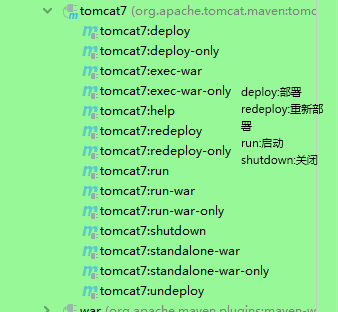 tomcat7 (org.apache.tomcat.maven:tomc
tomcat7:deploy
tomcat7:deploy-only
tomcat7:exec-war
tomcat7:exec-war-only
tomcat7:help
tomcat7:redeploy
tomcat7:redeploy-only
tomcat7:run
tomcat7:run-war
tomcat7:run-war-only
tomcat7:shutdown
tomcat7:standalone-war
tomcat7:standalone-war-only
tomcat7:undeploy
deploy:部署
redeploy:重新部
署
run:启动
shutdown:关闭
war (org.apache.maven.plugins:maven-w